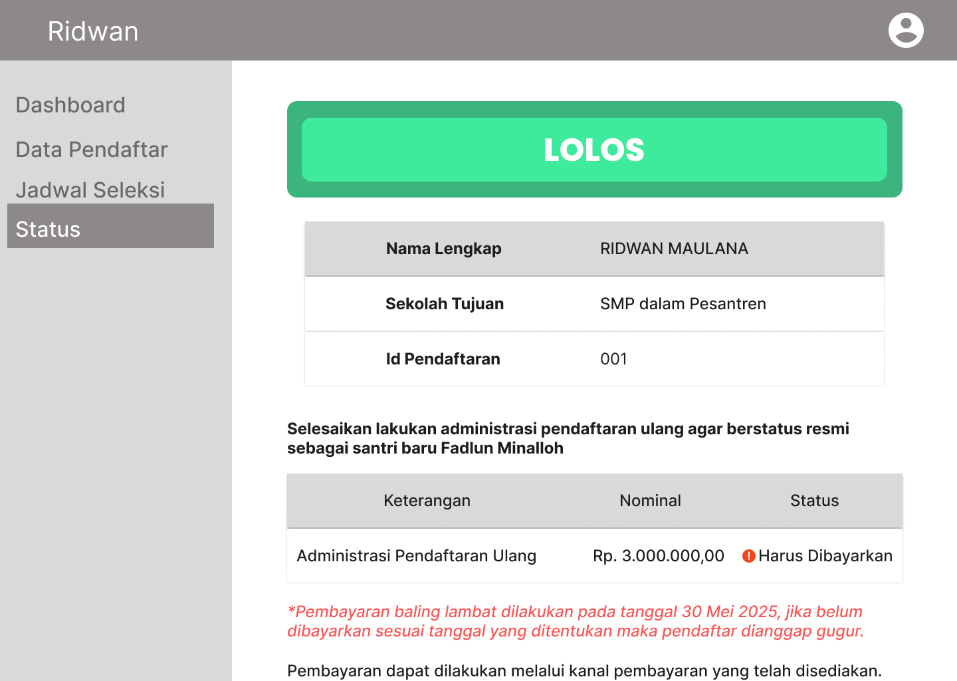 Ridwan
Dashboard
Data Pendaftar
Jadwal Seleksi
Status
LOLOS
Nama Lengkap RIDWAN MAULANA
Sekolah Tujuan SMP dalam Pesantren
Id Pendaftaran 001
Selesaikan lakukan administrasi pendaftaran ulang agar berstatus resmi
sebagai santri baru Fadlun Minalloh
Keterangan Nominal Status
Administrasi Pendaftaran Ulang Rp. 3.000.000,00 Harus Dibayarkan
*Pembayaran baling lambat dilakukan pada tanggal 30 Mei 2025, jika belum
dibayarkan sesuai tanggal yang ditentukan maka pendaftar dianggap gugur.
Pembayaran dapat dilakukan melalui kanal pembayaran yang telah disediakan.